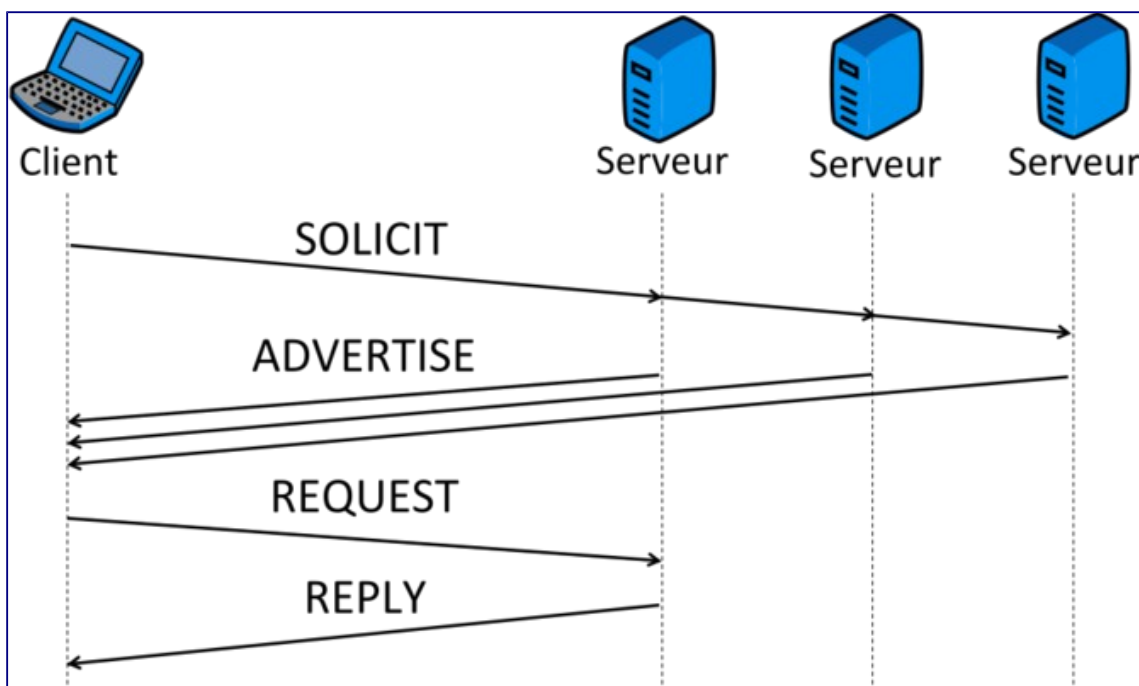 Client
Serveur
Serveur
Serveur
SOLICIT
ADVERTISE
REQUEST
REPLY